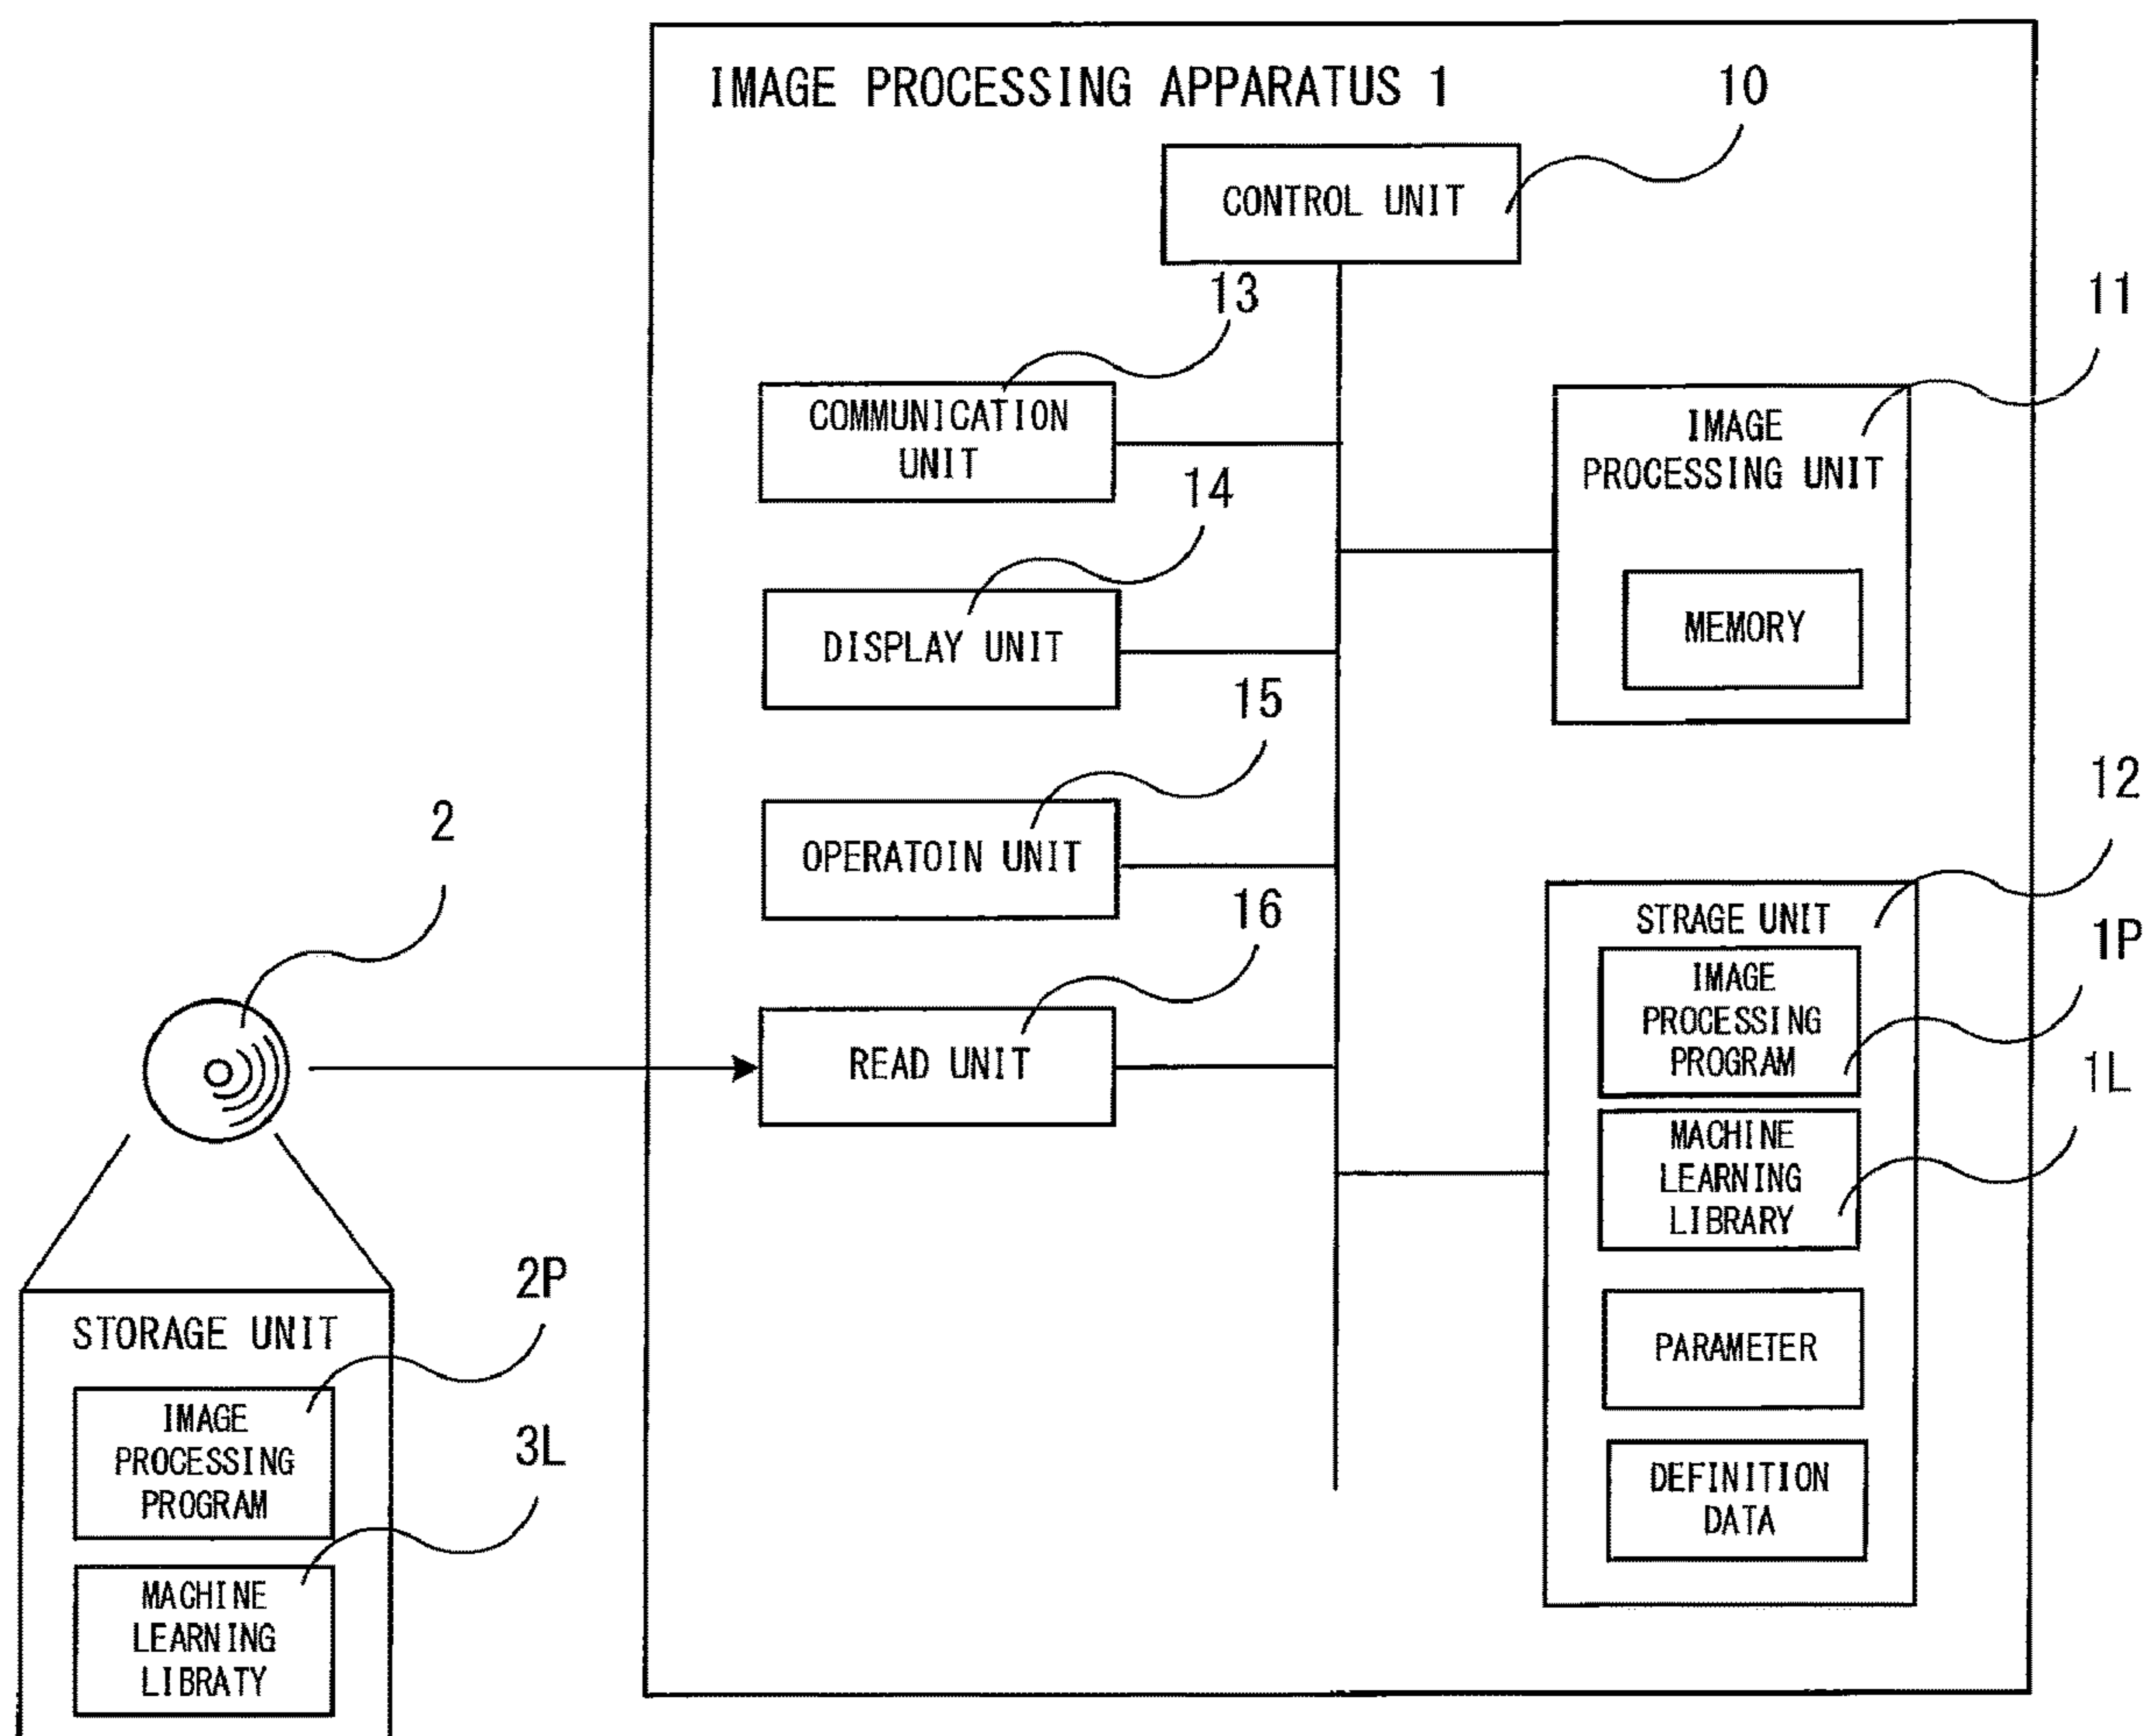 IMAGE PROCESSING APPARATUS 1
10
CONTROL UNIT
13
COMMUNICATION
UNIT
11
IMAGE
PROCESSING UNIT
MEMORY
14
DISPLAY UNIT
15
OPERATOIN UNIT
12
STRAGE UNIT
1P
IMAGE
PROCESSING
PROGRAM
1L
MACHINE
LEARNING
LIBRARY
PARAMETER
DEFINITION
DATA
16
READ UNIT
2
STORAGE UNIT
2P
IMAGE
PROCESSING
PROGRAM
3L
MACHINE
LEARNING
LIBRATY